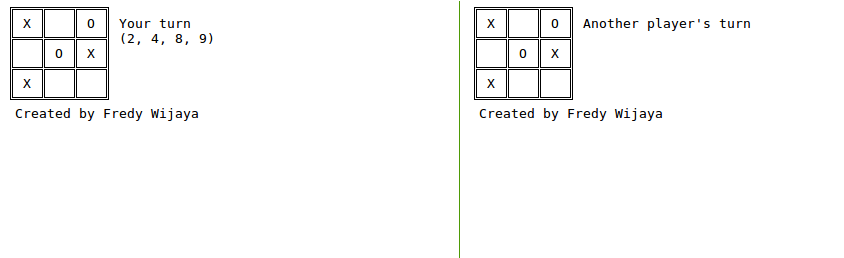 X O Your turn
(2, 4, 8, 9)
O X
X
Created by Fredy Wijaya
X O Another player's turn
O X
X
Created by Fredy Wijaya